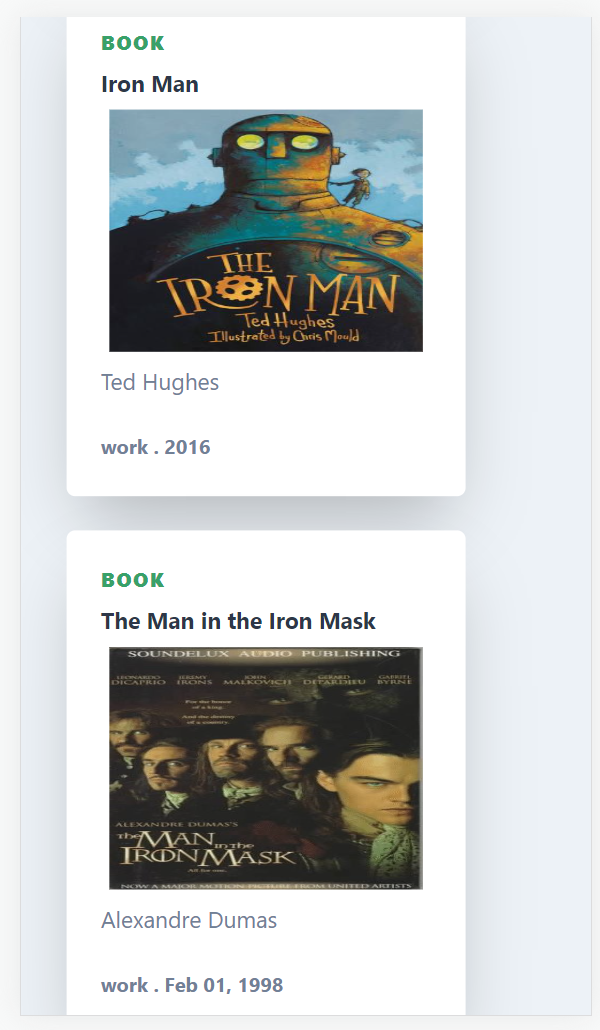 BOOK
Iron Man
THE
IRON MAN
Ted Hughes
Illustrated by Chris Mould
Ted Hughes
work . 2016
BOOK
The Man in the Iron Mask
SOUNDELUX AUDIO PUBLISHING
LEONARDO DICAPRIO JEREMY IRONS JOHN MALKOVICH GERARD DEPARDIEU GABRIEL BYRNE
For the honor
of a king.
And the destiny
of a country.
ALEXANDRE DUMAS'S
the MAN in the
IRON MASK
All for one.
NOW A MAJOR MOTION PICTURE FROM UNITED ARTISTS
Alexandre Dumas
work . Feb 01, 1998